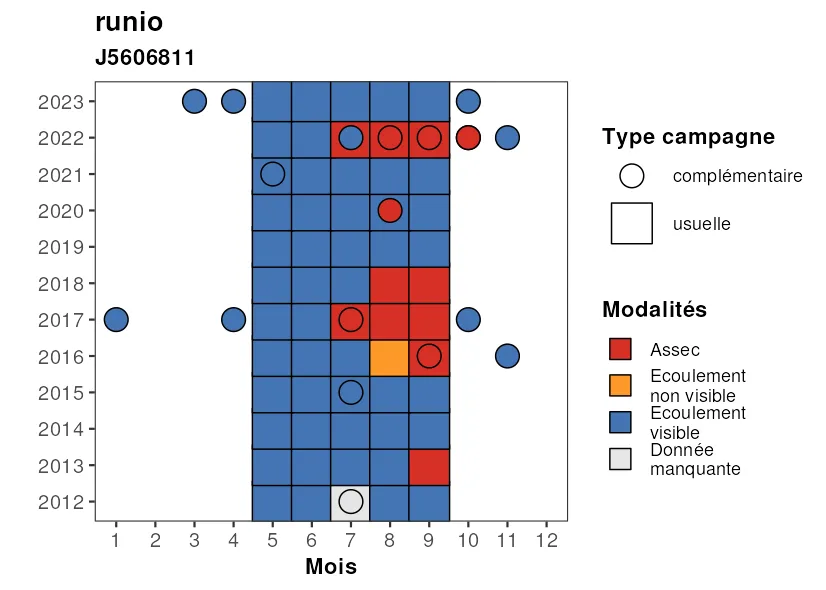 runio
J5606811
2023
2022
2021
2020
2019
2018
2017
2016
2015
2014
2013
2012
1 2 3 4 5 6 7 8 9 10 11 12
Mois
Type campagne
complémentaire
usuelle
Modalités
Assec
Ecoulement
non visible
Ecoulement
visible
Donnée
manquante